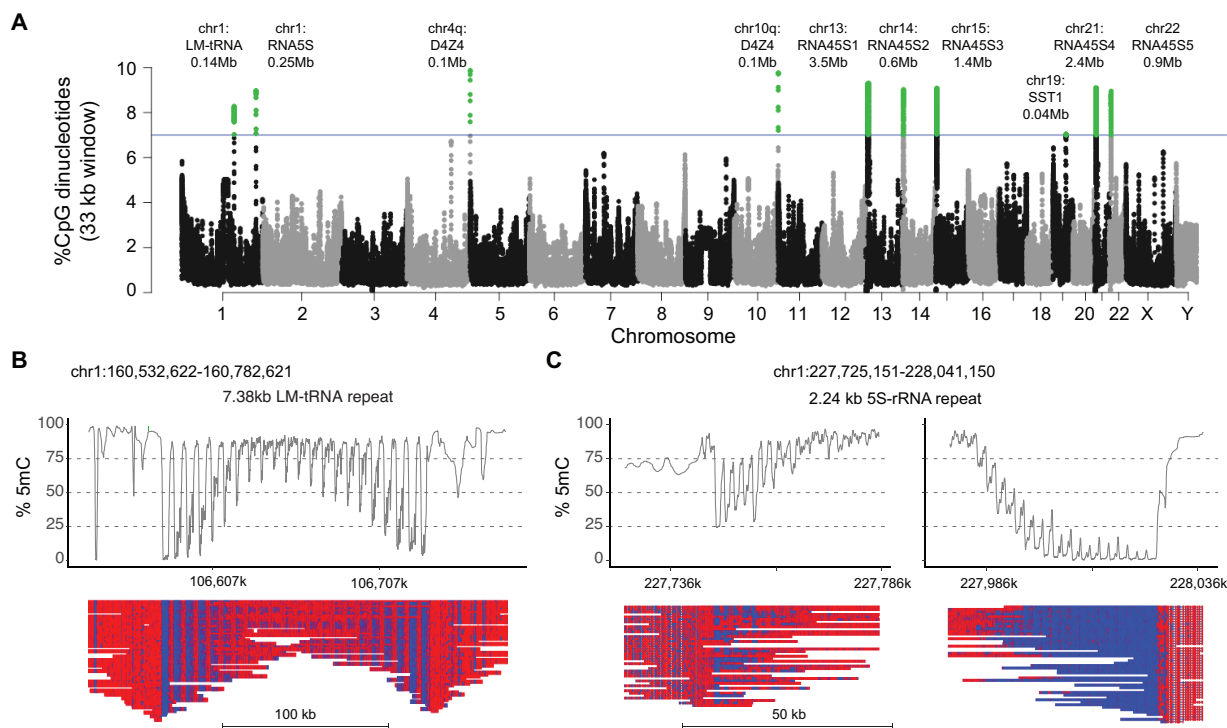 A
chr1:
LM-tRNA
0.14Mb
chr1:
RNA5S
0.25Mb
chr4q:
D4Z4
0.1Mb
chr10q:
D4Z4
0.1Mb
chr13:
RNA45S1
3.5Mb
chr14:
RNA45S2
0.6Mb
chr15:
RNA45S3
1.4Mb
chr19:
SST1
0.04Mb
chr21:
RNA45S4
2.4Mb
chr22
RNA45S5
0.9Mb
%CpG dinucleotides
(33 kb window)
10
8
6
4
2
0
1 2 3 4 5 6 7 8 9 10 11 12 13 14 16 18 20 22 X Y
Chromosome
B
chr1:160,532,622-160,782,621
7.38kb LM-tRNA repeat
% 5mC
100
75
50
25
0
106,607k 106,707k
100 kb
C
chr1:227,725,151-228,041,150
2.24 kb 5S-rRNA repeat
% 5mC
100
75
50
25
0
227,736k 227,786k
227,986k 228,036k
50 kb